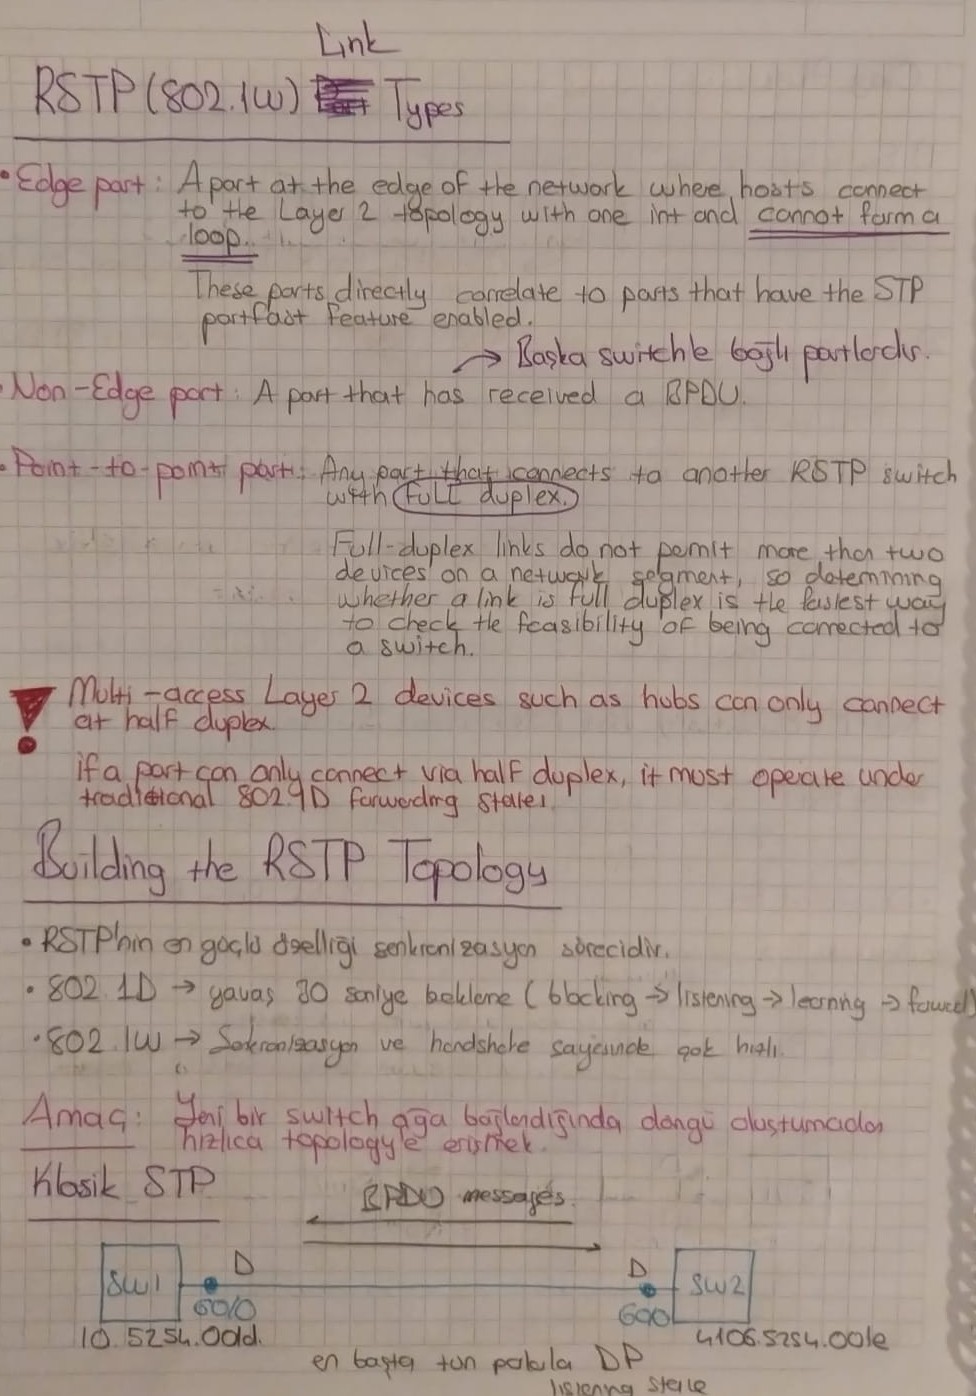 Link
RSTP (802.1W) Types
• Edge port: A port at the edge of the network where hosts connect
to the Layer 2 topology with one int and cannot form a
loop.
These ports directly correlate to ports that have the STP
portfast feature enabled.
→ Başka switchle bağlı portlardır.
• Non-Edge port: A port that has received a BPDU.
• Point-to-point port: Any port that connects to another RSTP switch
with full duplex.
Full-duplex links do not permit more than two
devices on a network segment, so determining
whether a link is full duplex is the fastest way
to check the feasibility of being connected to
a switch.
! Multi-access Layer 2 devices such as hubs can only connect
at half duplex.
if a port can only connect via half duplex, it must operate under
traditional 802.1D forwarding states.
Building the RSTP Topology
• RSTP'nin en güçlü özelliği senkronizasyon sürecidir.
• 802.1D → yavaş 30 saniye bekleme (blocking → listening → learning → forward)
• 802.1W → Sekronizasyon ve handshake sayesinde çok hızlı.
Amaç: Yeni bir switch ağa bağlandığında döngü oluşturmadan
hızlıca topology'e erişmek.
Klasik STP
BPDU messages
D
D
SW1
SW2
G0/0
4106.5254.001e
en başta tüm portlar DP
listening state